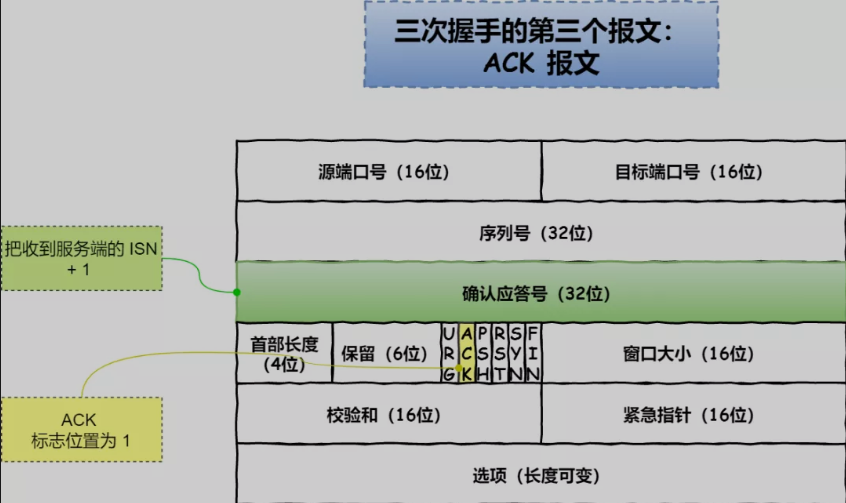 三次握手的第三个报文：
ACK 报文
源端口号（16位）
目标端口号（16位）
序列号（32位）
把收到服务端的 ISN
+ 1
确认应答号（32位）
首部长度
(4位)
保留（6位）
URG
ACK
PSH
RST
SYN
FIN
窗口大小（16位）
ACK
标志位置为 1
校验和（16位）
紧急指针（16位）
选项（长度可变）